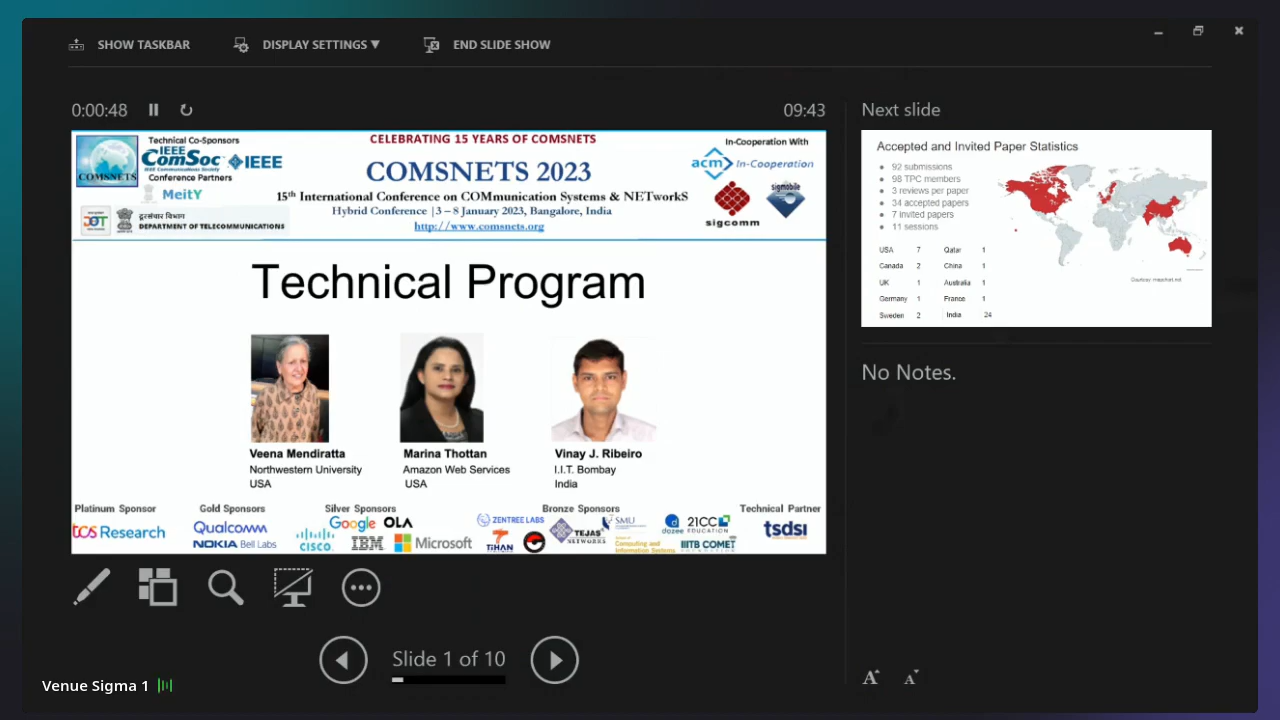 SHOW TASKBAR
DISPLAY SETTINGS ▼
END SLIDE SHOW
0:00:48
09:43
Next slide
COMSNETS
Technical Co-Sponsors
IEEE
ComSoc
IEEE
Conference Partners
MeitY
दूरसंचार विभाग
DEPARTMENT OF TELECOMMUNICATIONS
CELEBRATING 15 YEARS OF COMSNETS
COMSNETS 2023
15th International Conference on COMmunication Systems & NETworkS
Hybrid Conference | 3 – 8 January 2023, Bangalore, India
http://www.comsnets.org
In-Cooperation With
acm In-Cooperation
sigcomm
sigmobile
Technical Program
Veena Mendiratta
Northwestern University
USA
Marina Thottan
Amazon Web Services
USA
Vinay J. Ribeiro
I.I.T. Bombay
India
Platinum Sponsor
tcs Research
Gold Sponsors
Qualcomm
NOKIA Bell Labs
Silver Sponsors
Google OLA
CISCO
IBM
Microsoft
Bronze Sponsors
ZENTREE LABS
TiHAN
TEJAS
NETWORKS
SMU
Computing and
Information Systems
dozee
21CC
EDUCATION
IIITB COMET
Technical Partner
tsdsi
Accepted and Invited Paper Statistics
92 submissions
98 TPC members
3 reviews per paper
34 accepted papers
7 invited papers
11 sessions
USA 7 Qatar 1
Canada 2 China 1
UK 1 Australia 1
Germany 1 France 1
Sweden 2 India 24
No Notes.
Slide 1 of 10
Venue Sigma 1
A A